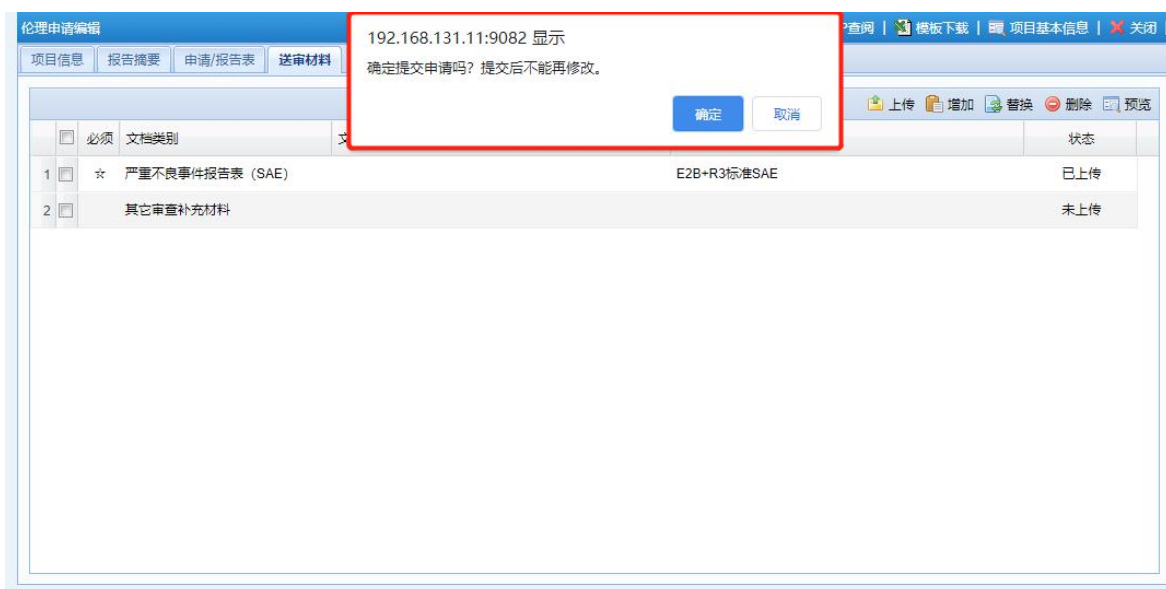 伦理申请编辑
192.168.131.11:9082 显示
确定提交申请吗？提交后不能再修改。
确定 取消
查阅 | 模板下载 | 项目基本信息 | 关闭
项目信息 报告摘要 申请/报告表 送审材料
上传 增加 替换 删除 预览
必须 文档类别 状态
1 ☆ 严重不良事件报告表（SAE） E2B+R3标准SAE 已上传
2 其它审查补充材料 未上传